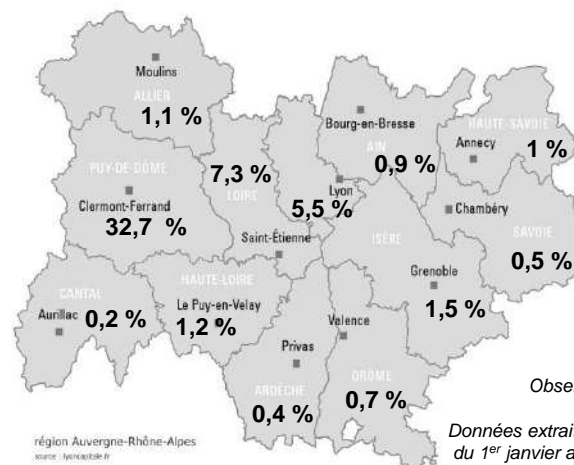 Moulins
ALLIER
1,1 %
PUY-DE-DÔME
Clermont-Ferrand
32,7 %
7,3 %
LOIRE
Saint-Étienne
5,5 %
Lyon
Bourg-en-Bresse
AIN
0,9 %
HAUTE-SAVOIE
Annecy
1 %
Chambéry
SAVOIE
0,5 %
ISÈRE
Grenoble
1,5 %
CANTAL
Aurillac
0,2 %
HAUTE-LOIRE
Le Puy-en-Velay
1,2 %
Privas
ARDÈCHE
0,4 %
Valence
DRÔME
0,7 %
région Auvergne-Rhône-Alpes
source : lyoncapitale.fr
Obse
Données extrai
du 1er janvier a